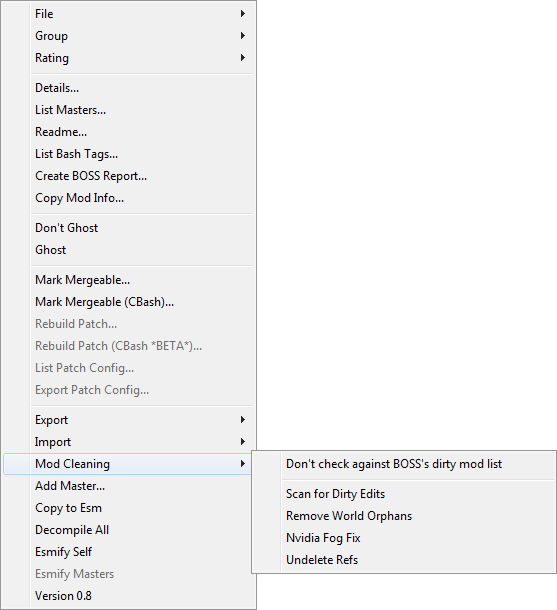 File
Group
Rating
Details...
List Masters...
Readme...
List Bash Tags...
Create BOSS Report...
Copy Mod Info...
Don't Ghost
Ghost
Mark Mergeable...
Mark Mergeable (CBash)...
Rebuild Patch...
Rebuild Patch (CBash *BETA*)...
List Patch Config...
Export Patch Config...
Export
Import
Mod Cleaning
Add Master...
Copy to Esm
Decompile All
Esmify Self
Esmify Masters
Version 0.8
Don't check against BOSS's dirty mod list
Scan for Dirty Edits
Remove World Orphans
Nvidia Fog Fix
Undelete Refs